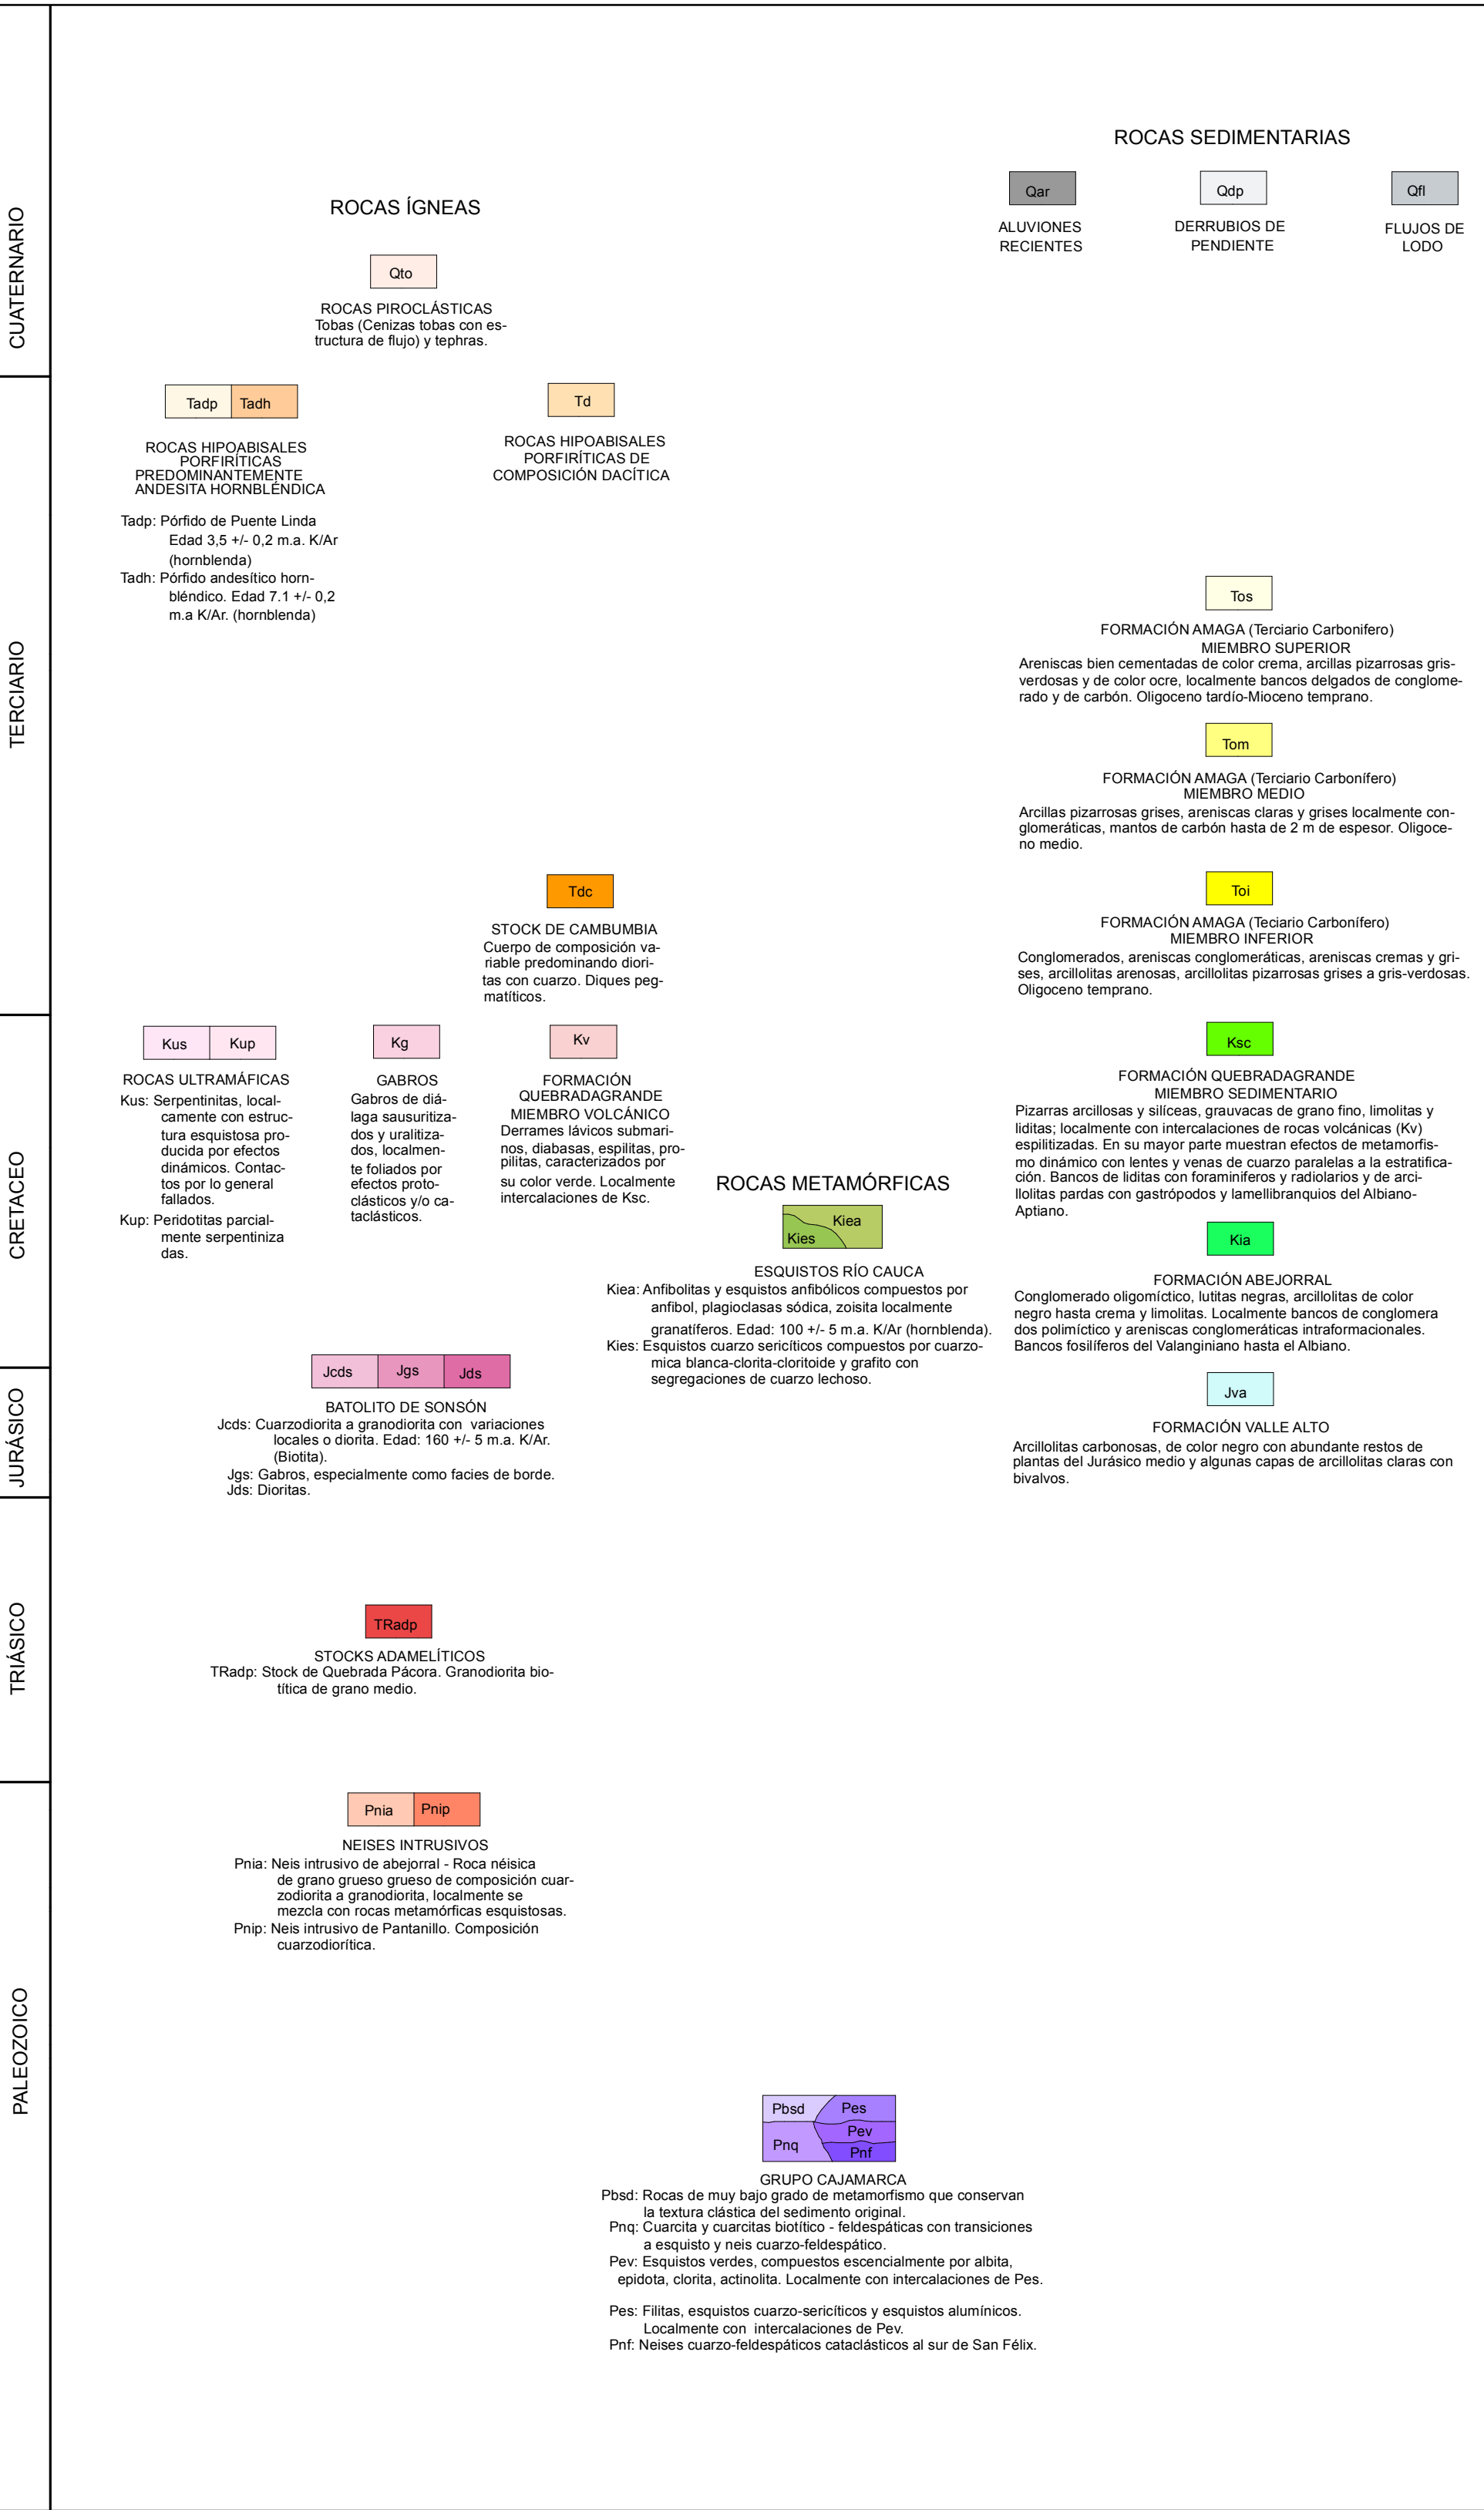 CUATERNARIO
TERCIARIO
CRETACEO
JURÁSICO
TRIÁSICO
PALEOZOICO
ROCAS ÍGNEAS
Qto
ROCAS PIROCLÁSTICAS
Tobas (Cenizas tobas con es-
tructura de flujo) y tephras.
Tadp
Tadh
ROCAS HIPOABISALES
PORFIRÍTICAS
PREDOMINANTEMENTE
ANDESITA HORNBLÉNDICA
Tadp: Pórfido de Puente Linda
Edad 3,5 +/- 0,2 m.a. K/Ar
(hornblenda)
Tadh: Pórfido andesítico horn-
bléndico. Edad 7.1 +/- 0,2
m.a K/Ar. (hornblenda)
Td
ROCAS HIPOABISALES
PORFIRÍTICAS DE
COMPOSICIÓN DACÍTICA
Tdc
STOCK DE CAMBUMBIA
Cuerpo de composición va-
riable predominando diori-
tas con cuarzo. Diques peg-
matíticos.
Kus
Kup
ROCAS ULTRAMÁFICAS
Kus: Serpentinitas, local-
camente con estruc-
tura esquistosa pro-
ducida por efectos
dinámicos. Contac-
tos por lo general
fallados.
Kup: Peridotitas parcial-
mente serpentiniza
das.
Kg
GABROS
Gabros de diá-
laga sausuritiza-
dos y uralitiza-
dos, localmen-
te foliados por
efectos proto-
clásticos y/o ca-
taclásticos.
Kv
FORMACIÓN
QUEBRADAGRANDE
MIEMBRO VOLCÁNICO
Derrames lávicos submari-
nos, diabasas, espilitas, pro-
pilitas, caracterizados por
su color verde. Localmente
intercalaciones de Ksc.
Jcds
Jgs
Jds
BATOLITO DE SONSÓN
Jcds: Cuarzodiorita a granodiorita con variaciones
locales o diorita. Edad: 160 +/- 5 m.a. K/Ar.
(Biotita).
Jgs: Gabros, especialmente como facies de borde.
Jds: Dioritas.
TRadp
STOCKS ADAMELÍTICOS
TRadp: Stock de Quebrada Pácora. Granodiorita bio-
títica de grano medio.
Pnia
Pnip
NEISES INTRUSIVOS
Pnia: Neis intrusivo de abejorral - Roca néisica
de grano grueso grueso de composición cuar-
zodiorita a granodiorita, localmente se
mezcla con rocas metamórficas esquistosas.
Pnip: Neis intrusivo de Pantanillo. Composición
cuarzodiorítica.
ROCAS METAMÓRFICAS
Kiea
Kies
ESQUISTOS RÍO CAUCA
Kiea: Anfibolitas y esquistos anfibólicos compuestos por
anfibol, plagioclasas sódica, zoisita localmente
granatíferos. Edad: 100 +/- 5 m.a. K/Ar (hornblenda).
Kies: Esquistos cuarzo sericíticos compuestos por cuarzo-
mica blanca-clorita-cloritoide y grafito con
segregaciones de cuarzo lechoso.
Pbsd
Pes
Pev
Pnq
Pnf
GRUPO CAJAMARCA
Pbsd: Rocas de muy bajo grado de metamorfismo que conservan
la textura clástica del sedimento original.
Pnq: Cuarcita y cuarcitas biotítico - feldespáticas con transiciones
a esquisto y neis cuarzo-feldespático.
Pev: Esquistos verdes, compuestos escencialmente por albita,
epidota, clorita, actinolita. Localmente con intercalaciones de Pes.
Pes: Filitas, esquistos cuarzo-sericíticos y esquistos alumínicos.
Localmente con intercalaciones de Pev.
Pnf: Neises cuarzo-feldespáticos cataclásticos al sur de San Félix.
ROCAS SEDIMENTARIAS
Qar
ALUVIONES
RECIENTES
Qdp
DERRUBIOS DE
PENDIENTE
Qfl
FLUJOS DE
LODO
Tos
FORMACIÓN AMAGA (Terciario Carbonifero)
MIEMBRO SUPERIOR
Areniscas bien cementadas de color crema, arcillas pizarrosas gris-
verdosas y de color ocre, localmente bancos delgados de conglome-
rado y de carbón. Oligoceno tardío-Mioceno temprano.
Tom
FORMACIÓN AMAGA (Terciario Carbonífero)
MIEMBRO MEDIO
Arcillas pizarrosas grises, areniscas claras y grises localmente con-
glomeráticas, mantos de carbón hasta de 2 m de espesor. Oligoce-
no medio.
Toi
FORMACIÓN AMAGA (Teciario Carbonífero)
MIEMBRO INFERIOR
Conglomerados, areniscas conglomeráticas, areniscas cremas y gri-
ses, arcillolitas arenosas, arcillolitas pizarrosas grises a gris-verdosas.
Oligoceno temprano.
Ksc
FORMACIÓN QUEBRADAGRANDE
MIEMBRO SEDIMENTARIO
Pizarras arcillosas y silíceas, grauvacas de grano fino, limolitas y
liditas; localmente con intercalaciones de rocas volcánicas (Kv)
espilitizadas. En su mayor parte muestran efectos de metamorfis-
mo dinámico con lentes y venas de cuarzo paralelas a la estratifica-
ción. Bancos de liditas con foraminiferos y radiolarios y de arci-
llolitas pardas con gastrópodos y lamellibranquios del Albiano-
Aptiano.
Kia
FORMACIÓN ABEJORRAL
Conglomerado oligomíctico, lutitas negras, arcillolitas de color
negro hasta crema y limolitas. Localmente bancos de conglomera
dos polimíctico y areniscas conglomeráticas intraformacionales.
Bancos fosilíferos del Valanginiano hasta el Albiano.
Jva
FORMACIÓN VALLE ALTO
Arcillolitas carbonosas, de color negro con abundante restos de
plantas del Jurásico medio y algunas capas de arcillolitas claras con
bivalvos.